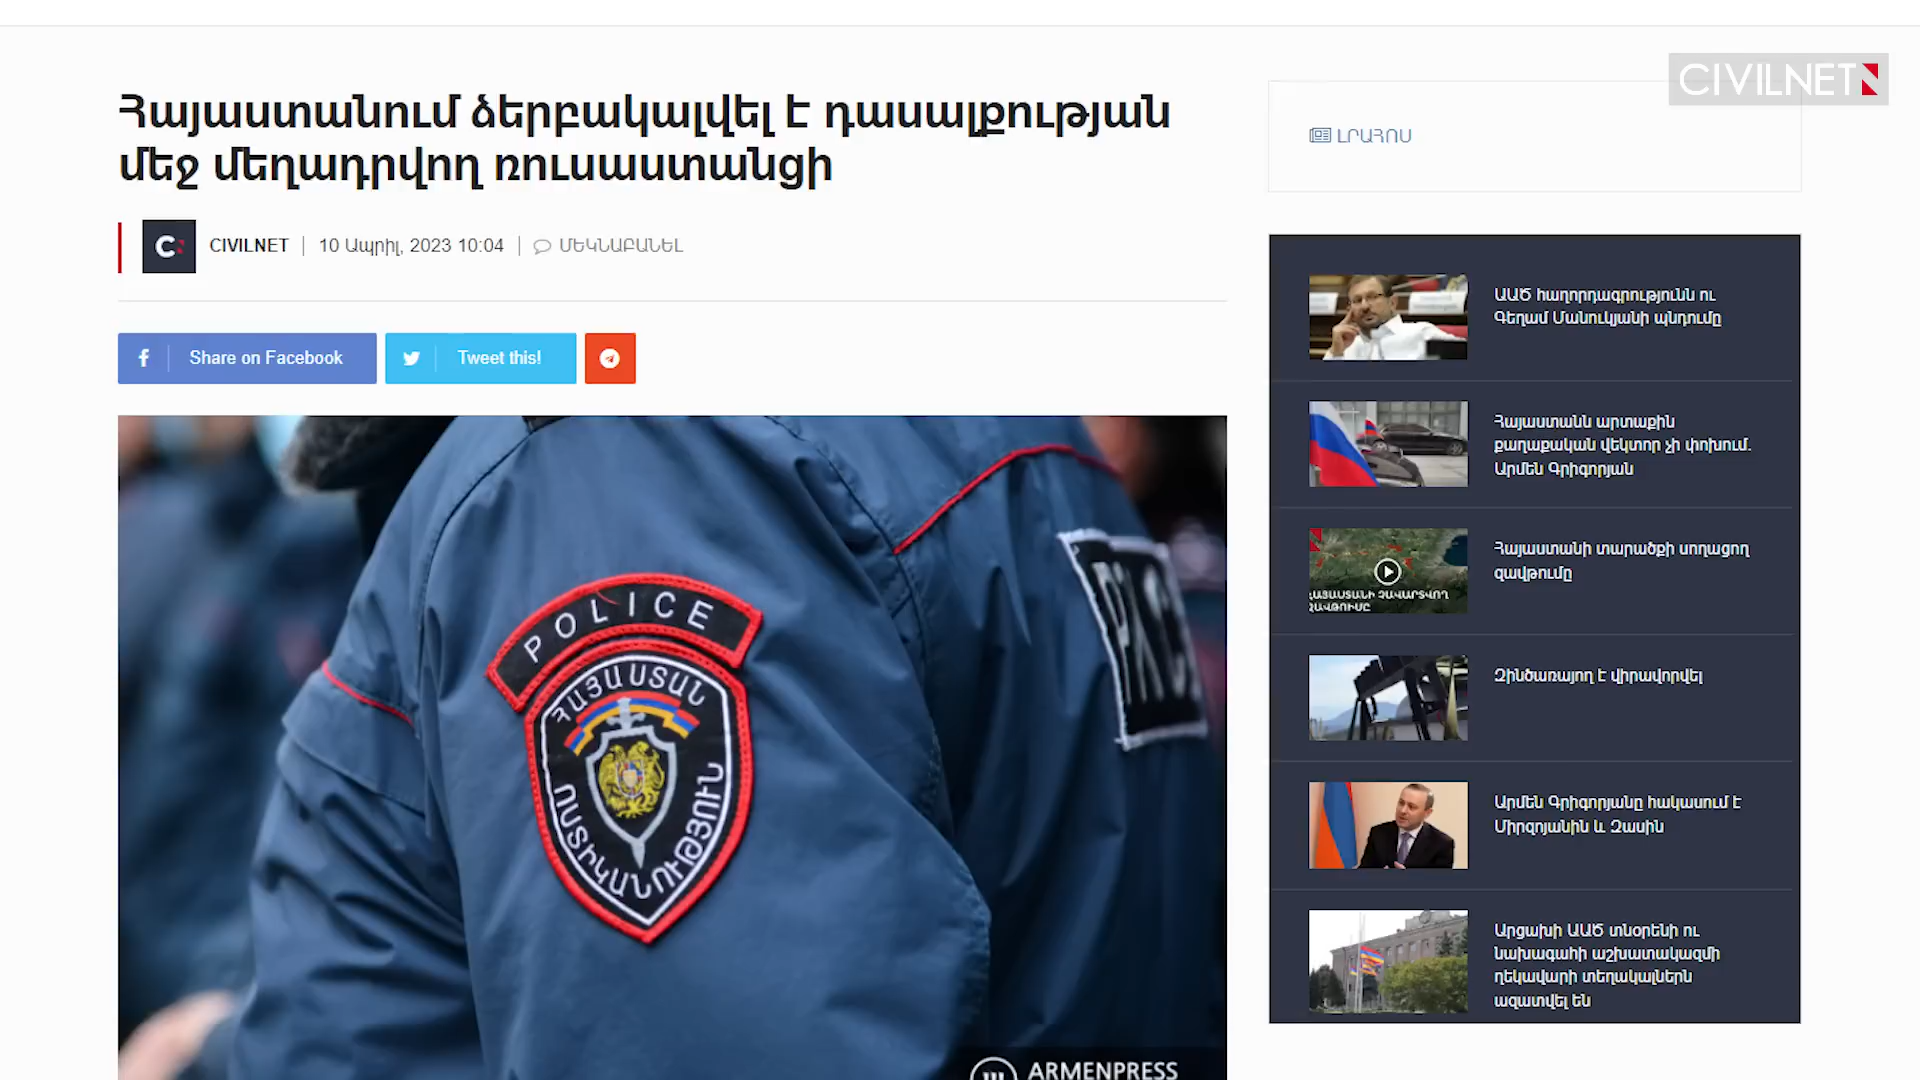 CIVILNET
Հայաստանում ձերբակալվել է դասալքության
մեջ մեղադրվող ռուսաստանցի
CIVILNET | 10 Ապրիլ, 2023 10:04 | ՄԵԿՆԱԲԱՆԵԼ
Share on Facebook
Tweet this!
POLICE
ՀԱՅԱՍՏԱՆ
ՈՍՏԻԿԱՆՈՒԹՅՈՒՆ
ARMENPRESS
ԼՐԱՀՈՍ
ԱԱԾ հաղորդագրությունն ու
Գեղամ Մանուկյանի պնդումը
Հայաստանն արտաքին
քաղաքական վեկտոր չի փոխում.
Արմեն Գրիգորյան
Հայաստանի տարածքի սողացող
զավթումը
Զինծառայող է վիրավորվել
Արմեն Գրիգորյանը հակասում է
Միրզոյանին և Զասին
Արցախի ԱԱԾ տնօրենի ու
նախագահի աշխատակազմի
ղեկավարի տեղակալներն
ազատվել են